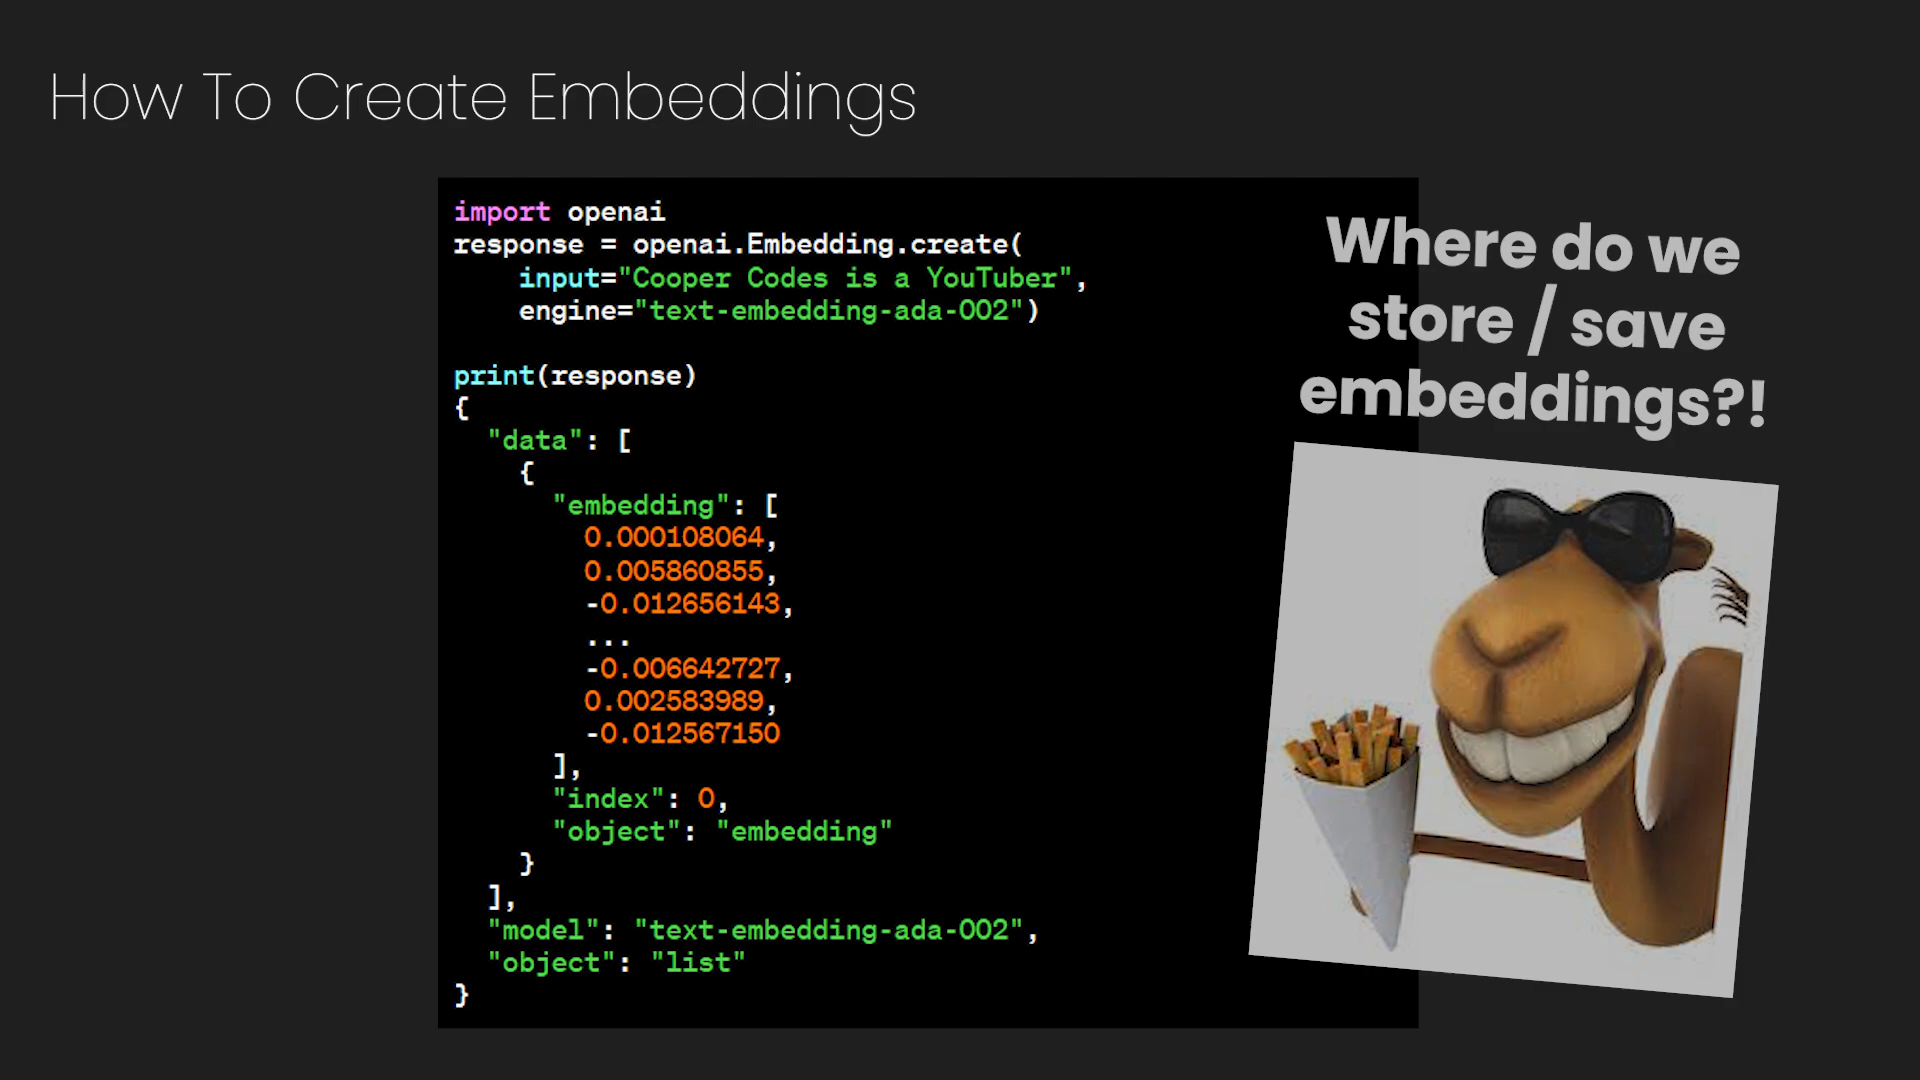 How To Create Embeddings
import openai
response = openai.Embedding.create(
    input="Cooper Codes is a YouTuber",
    engine="text-embedding-ada-002")
print(response)
{
  "data": [
    {
      "embedding": [
        0.000108064,
        0.005860855,
        -0.012656143,
        ...
        -0.006642727,
        0.002583989,
        -0.012567150
      ],
      "index": 0,
      "object": "embedding"
    }
  ],
  "model": "text-embedding-ada-002",
  "object": "list"
}
Where do we
store / save
embeddings?!